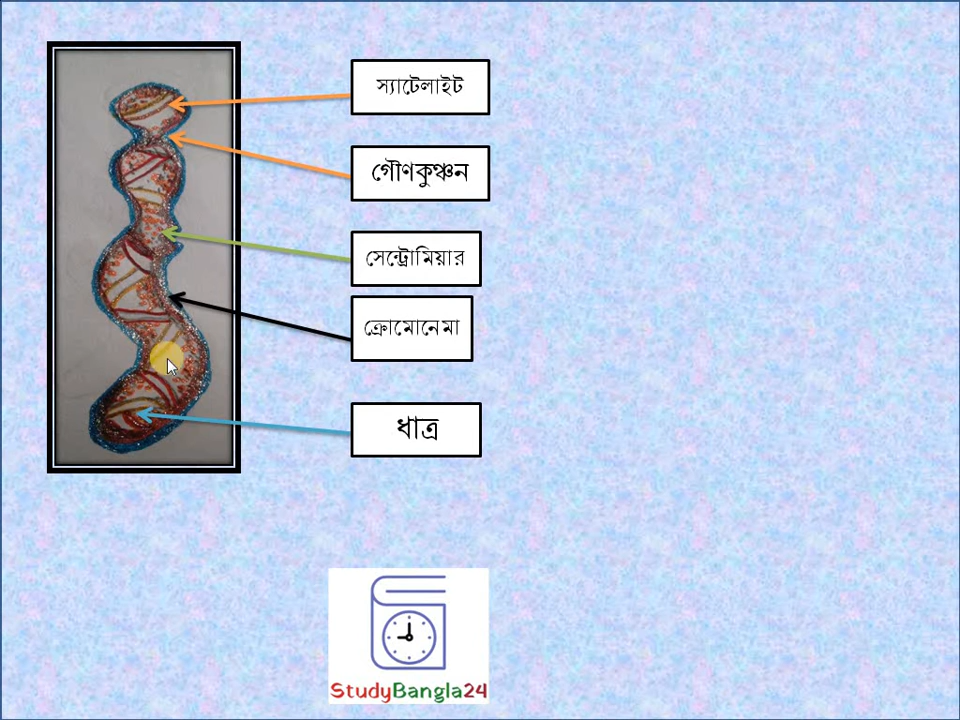 স্যাটেলাইট
গৌণকুঞ্চন
সেন্ট্রোমিয়ার
ক্রোমোনেমা
ধাত্র
StudyBangla24